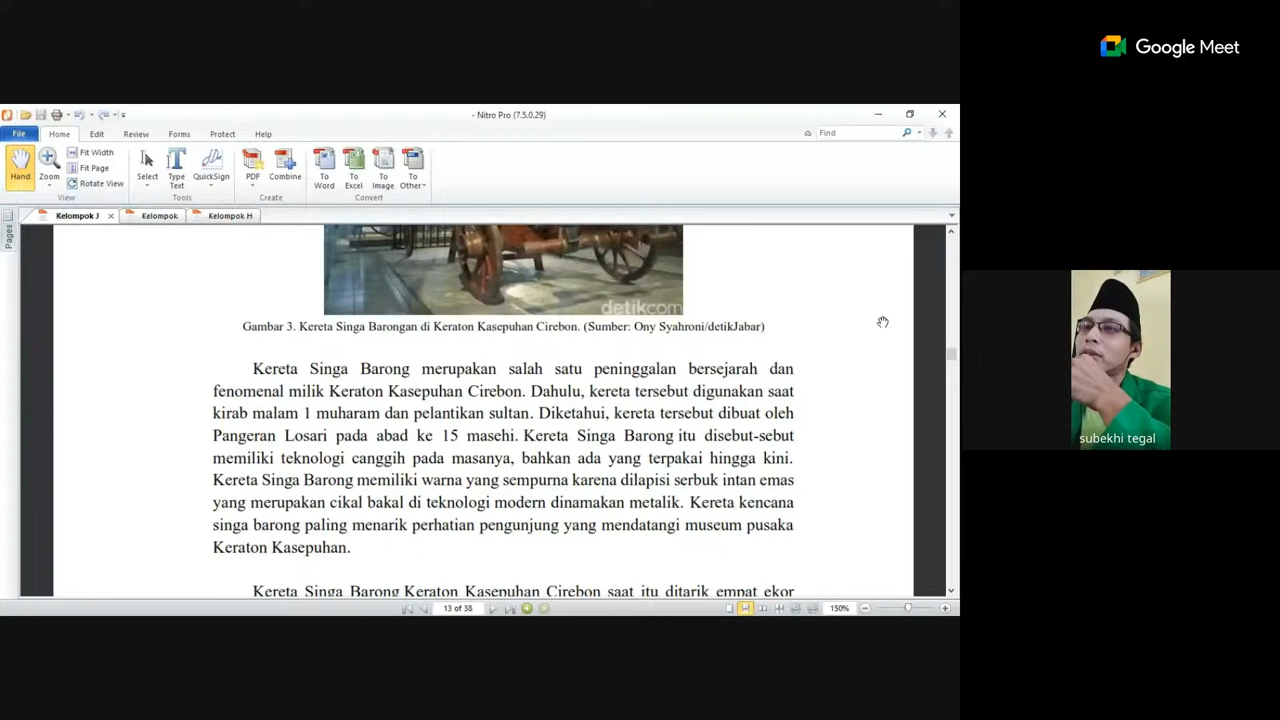 Google Meet
- Nitro Pro (7.5.0.29)
File Home Edit Review Forms Protect Help
Find
Hand
Zoom
Fit Width
Fit Page
Rotate View
View
Select
Type Text
QuickSign
Tools
PDF
Combine
Create
To Word
To Excel
To Image
To Other
Convert
Kelompok J
Kelompok
Kelompok H
Pages
detikcom
Gambar 3. Kereta Singa Barongan di Keraton Kasepuhan Cirebon. (Sumber: Ony Syahroni/detikJabar)
Kereta Singa Barong merupakan salah satu peninggalan bersejarah dan
fenomenal milik Keraton Kasepuhan Cirebon. Dahulu, kereta tersebut digunakan saat
kirab malam 1 muharam dan pelantikan sultan. Diketahui, kereta tersebut dibuat oleh
Pangeran Losari pada abad ke 15 masehi. Kereta Singa Barong itu disebut-sebut
memiliki teknologi canggih pada masanya, bahkan ada yang terpakai hingga kini.
Kereta Singa Barong memiliki warna yang sempurna karena dilapisi serbuk intan emas
yang merupakan cikal bakal di teknologi modern dinamakan metalik. Kereta kencana
singa barong paling menarik perhatian pengunjung yang mendatangi museum pusaka
Keraton Kasepuhan.
Kereta Singa Barong Keraton Kasepuhan Cirebon saat itu ditarik empat ekor
13 of 38
150%
subekhi tegal